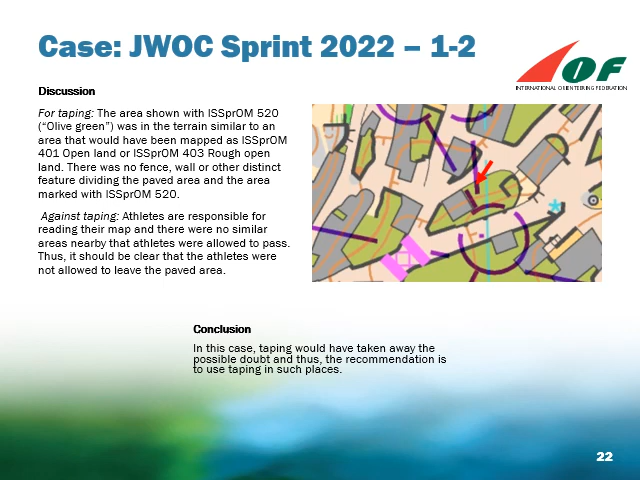 Case: JWOC Sprint 2022 – 1-2
IOF
INTERNATIONAL ORIENTEERING FEDERATION
Discussion
For taping: The area shown with ISSprOM 520
(“Olive green”) was in the terrain similar to an
area that would have been mapped as ISSprOM
401 Open land or ISSprOM 403 Rough open
land. There was no fence, wall or other distinct
feature dividing the paved area and the area
marked with ISSprOM 520.
Against taping: Athletes are responsible for
reading their map and there were no similar
areas nearby that athletes were allowed to pass.
Thus, it should be clear that the athletes were
not allowed to leave the paved area.
Conclusion
In this case, taping would have taken away the
possible doubt and thus, the recommendation is
to use taping in such places.
22